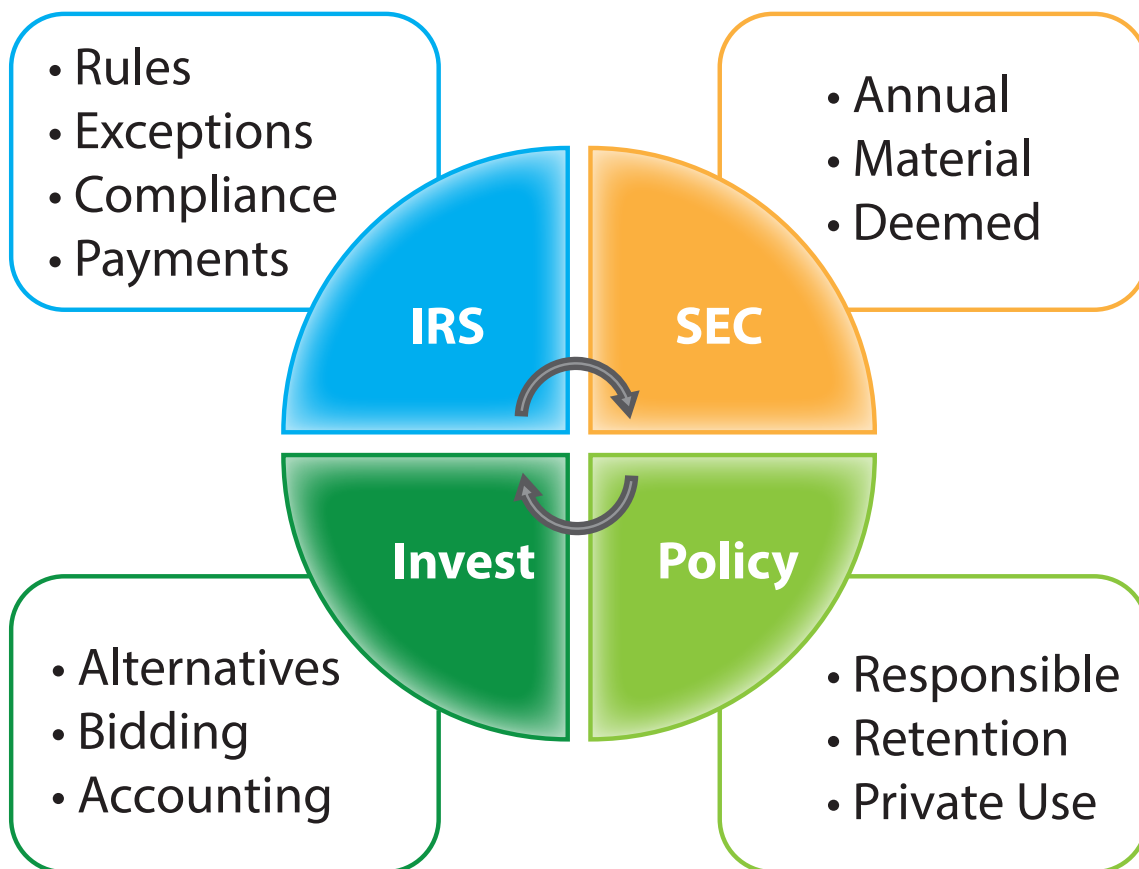 • Rules
• Exceptions
• Compliance
• Payments
• Annual
• Material
• Deemed
IRS
SEC
Invest
Policy
• Alternatives
• Bidding
• Accounting
• Responsible
• Retention
• Private Use